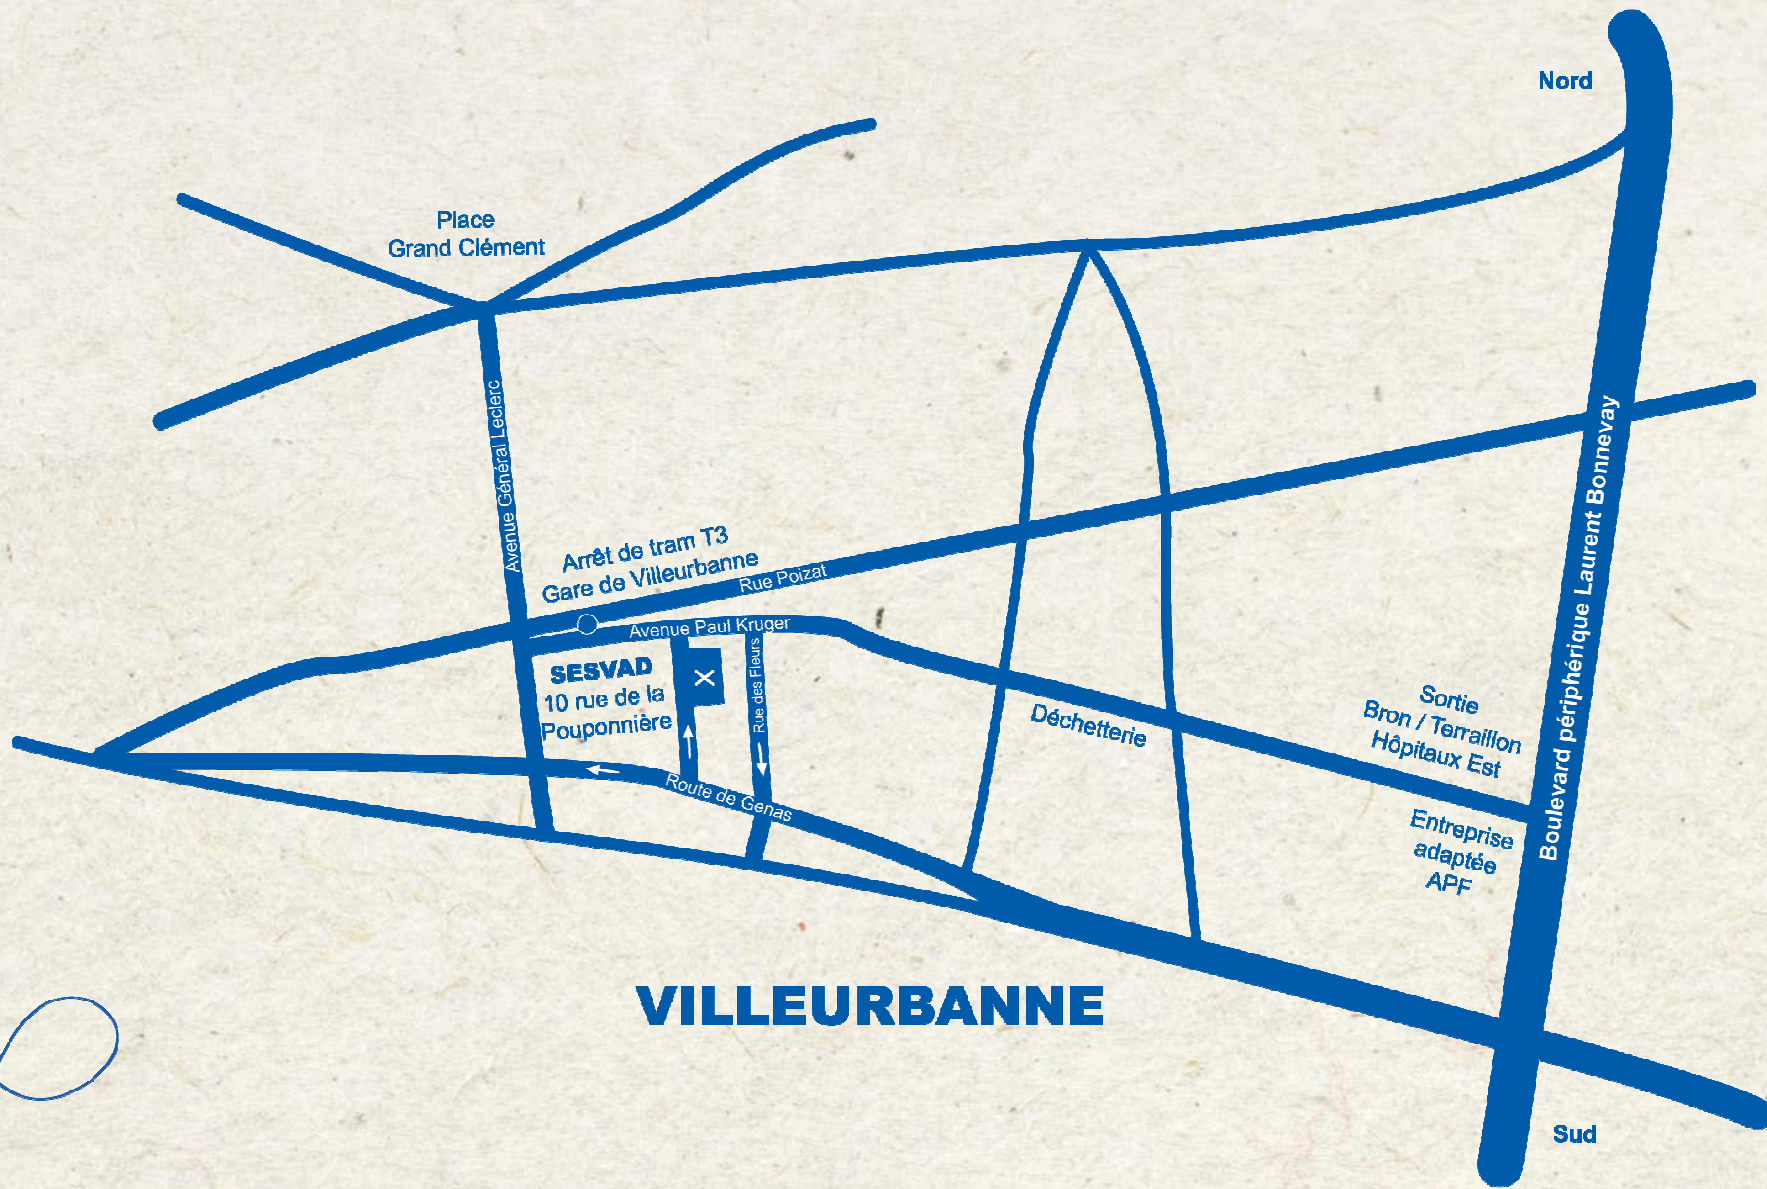 Nord
Place
Grand Clément
Avenue Général Leclerc
Boulevard périphérique Laurent Bonnevay
Arrêt de tram T3
Gare de Villeurbanne
Rue Poizat
Avenue Paul Kruger
SESVAD
10 rue de la
Pouponnière
X
Rue des Fleurs
Route de Genas
Déchetterie
Sortie
Bron / Terraillon
Hôpitaux Est
Entreprise
adaptée
APF
VILLEURBANNE
Sud